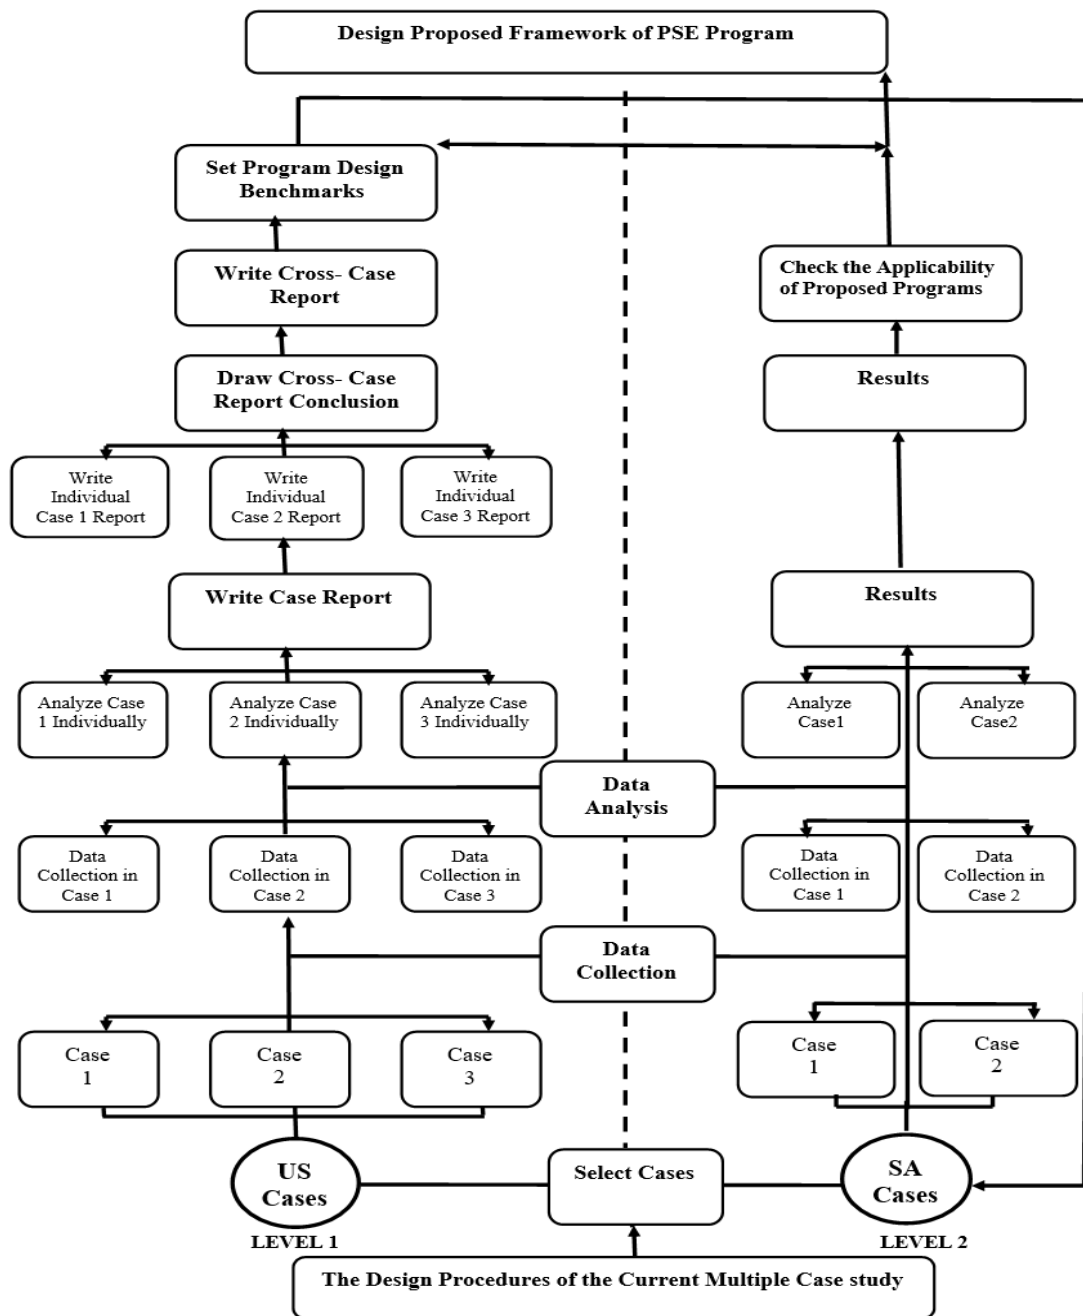 Design Proposed Framework of PSE Program
Set Program Design
Benchmarks
Write Cross- Case
Report
Check the Applicability
of Proposed Programs
Draw Cross- Case
Report Conclusion
Results
Write
Individual
Case 1 Report
Write
Individual
Case 2 Report
Write
Individual
Case 3 Report
Write Case Report
Results
Analyze Case
1 Individually
Analyze Case
2 Individually
Analyze Case
3 Individually
Analyze
Case1
Analyze
Case2
Data
Analysis
Data
Collection in
Case 1
Data
Collection in
Case 2
Data
Collection in
Case 3
Data
Collection in
Case 1
Data
Collection in
Case 2
Data
Collection
Case
1
Case
2
Case
3
Case
1
Case
2
US
Cases
Select Cases
SA
Cases
LEVEL 1
LEVEL 2
The Design Procedures of the Current Multiple Case study